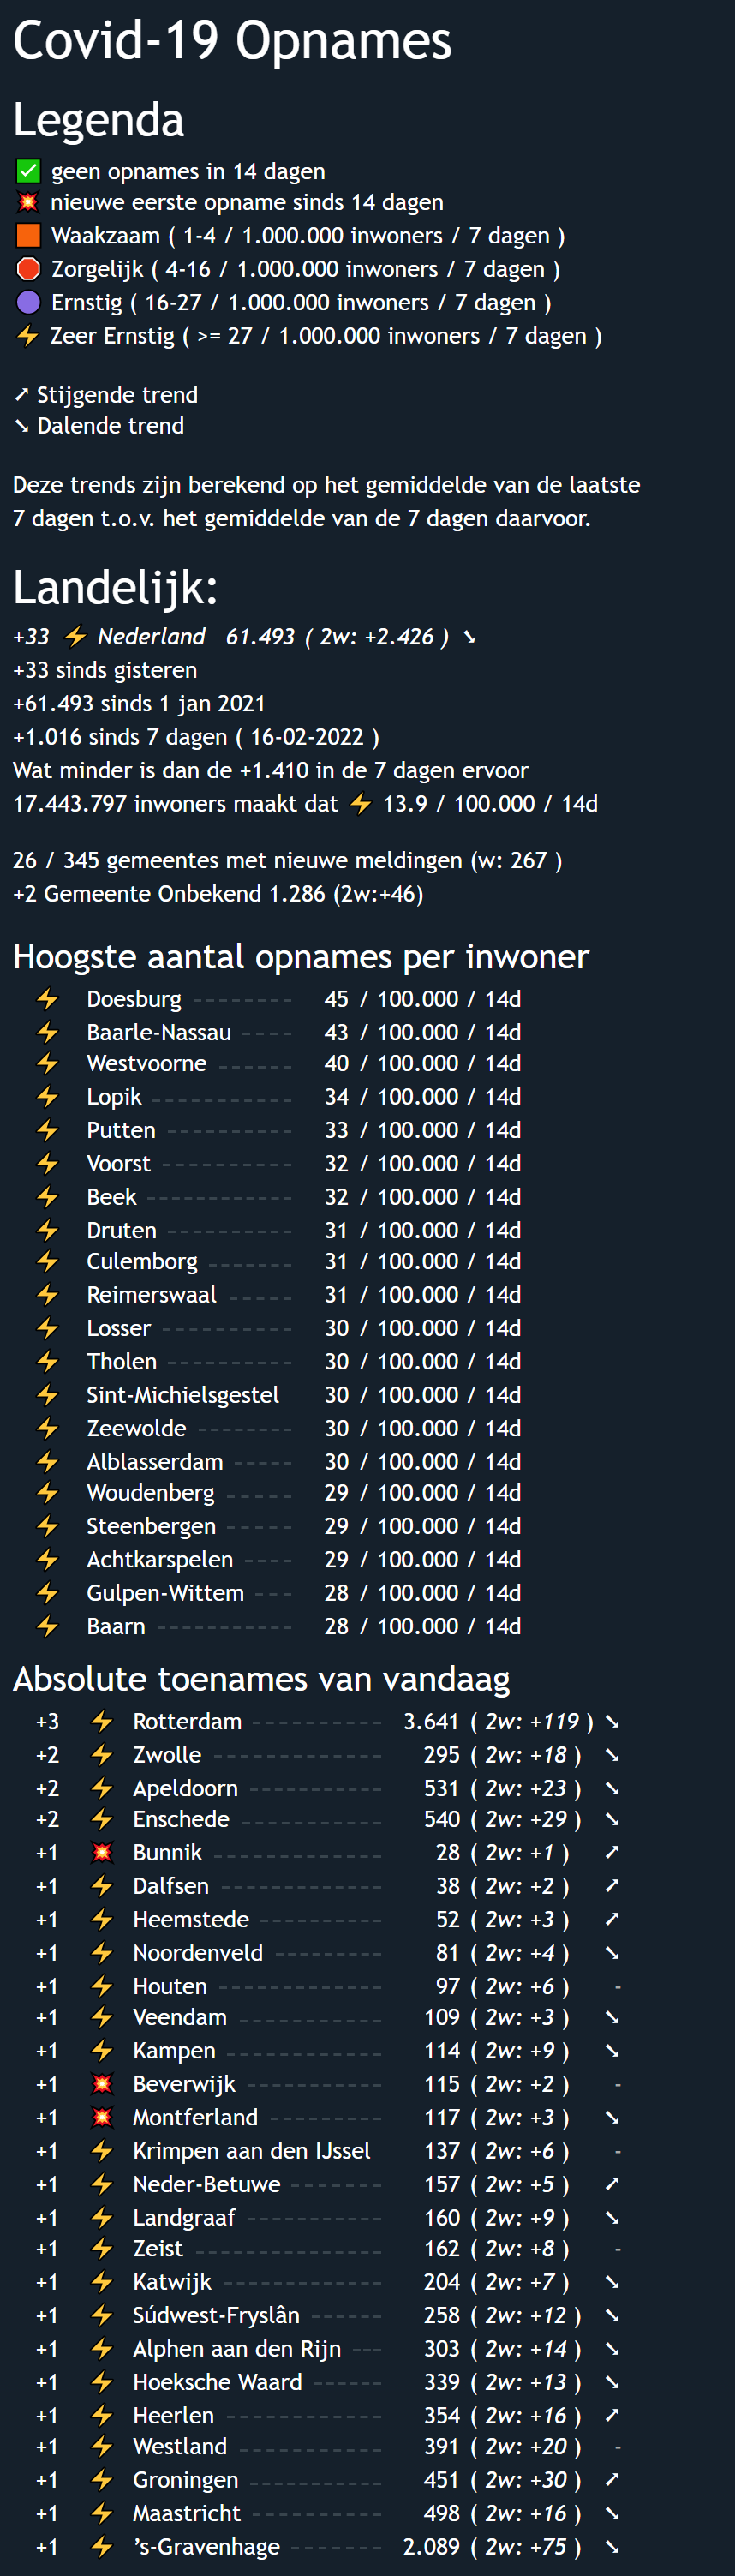 Covid-19 Opnames
Legenda
✅ geen opnames in 14 dagen
💥 nieuwe eerste opname sinds 14 dagen
🟧 Waakzaam ( 1-4 / 1.000.000 inwoners / 7 dagen )
🛑 Zorgelijk ( 4-16 / 1.000.000 inwoners / 7 dagen )
🟣 Ernstig ( 16-27 / 1.000.000 inwoners / 7 dagen )
⚡ Zeer Ernstig ( >= 27 / 1.000.000 inwoners / 7 dagen )
➚ Stijgende trend
➘ Dalende trend
Deze trends zijn berekend op het gemiddelde van de laatste
7 dagen t.o.v. het gemiddelde van de 7 dagen daarvoor.
Landelijk:
+33 ⚡ Nederland 61.493 ( 2w: +2.426 ) ➘
+33 sinds gisteren
+61.493 sinds 1 jan 2021
+1.016 sinds 7 dagen ( 16-02-2022 )
Wat minder is dan de +1.410 in de 7 dagen ervoor
17.443.797 inwoners maakt dat ⚡ 13.9 / 100.000 / 14d
26 / 345 gemeentes met nieuwe meldingen (w: 267 )
+2 Gemeente Onbekend 1.286 (2w:+46)
Hoogste aantal opnames per inwoner
⚡ Doesburg -------- 45 / 100.000 / 14d
⚡ Baarle-Nassau ---- 43 / 100.000 / 14d
⚡ Westvoorne ------ 40 / 100.000 / 14d
⚡ Lopik ----------- 34 / 100.000 / 14d
⚡ Putten ---------- 33 / 100.000 / 14d
⚡ Voorst ---------- 32 / 100.000 / 14d
⚡ Beek ----------- 32 / 100.000 / 14d
⚡ Druten ---------- 31 / 100.000 / 14d
⚡ Culemborg ------- 31 / 100.000 / 14d
⚡ Reimerswaal ----- 31 / 100.000 / 14d
⚡ Losser ---------- 30 / 100.000 / 14d
⚡ Tholen ---------- 30 / 100.000 / 14d
⚡ Sint-Michielsgestel 30 / 100.000 / 14d
⚡ Zeewolde -------- 30 / 100.000 / 14d
⚡ Alblasserdam ---- 30 / 100.000 / 14d
⚡ Woudenberg ----- 29 / 100.000 / 14d
⚡ Steenbergen ----- 29 / 100.000 / 14d
⚡ Achtkarspelen ---- 29 / 100.000 / 14d
⚡ Gulpen-Wittem --- 28 / 100.000 / 14d
⚡ Baarn ----------- 28 / 100.000 / 14d
Absolute toenames van vandaag
+3 ⚡ Rotterdam ----------- 3.641 ( 2w: +119 ) ➘
+2 ⚡ Zwolle -------------- 295 ( 2w: +18 ) ➘
+2 ⚡ Apeldoorn ----------- 531 ( 2w: +23 ) ➘
+2 ⚡ Enschede ------------ 540 ( 2w: +29 ) ➘
+1 💥 Bunnik -------------- 28 ( 2w: +1 ) ➚
+1 ⚡ Dalfsen ------------- 38 ( 2w: +2 ) ➚
+1 ⚡ Heemstede ---------- 52 ( 2w: +3 ) ➚
+1 ⚡ Noordenveld --------- 81 ( 2w: +4 ) ➘
+1 ⚡ Houten -------------- 97 ( 2w: +6 ) -
+1 ⚡ Veendam ------------ 109 ( 2w: +3 ) ➘
+1 ⚡ Kampen ------------- 114 ( 2w: +9 ) ➘
+1 💥 Beverwijk ----------- 115 ( 2w: +2 ) -
+1 💥 Montferland ---------- 117 ( 2w: +3 ) ➘
+1 ⚡ Krimpen aan den IJssel 137 ( 2w: +6 ) -
+1 ⚡ Neder-Betuwe ------- 157 ( 2w: +5 ) ➚
+1 ⚡ Landgraaf ----------- 160 ( 2w: +9 ) ➘
+1 ⚡ Zeist ---------------- 162 ( 2w: +8 ) -
+1 ⚡ Katwijk ------------- 204 ( 2w: +7 ) ➘
+1 ⚡ Súdwest-Fryslân ------ 258 ( 2w: +12 ) ➘
+1 ⚡ Alphen aan den Rijn --- 303 ( 2w: +14 ) ➘
+1 ⚡ Hoeksche Waard ------ 339 ( 2w: +13 ) ➘
+1 ⚡ Heerlen ------------- 354 ( 2w: +16 ) ➚
+1 ⚡ Westland ------------ 391 ( 2w: +20 ) -
+1 ⚡ Groningen ----------- 451 ( 2w: +30 ) ➚
+1 ⚡ Maastricht ----------- 498 ( 2w: +16 ) ➘
+1 ⚡ ’s-Gravenhage ------- 2.089 ( 2w: +75 ) ➘